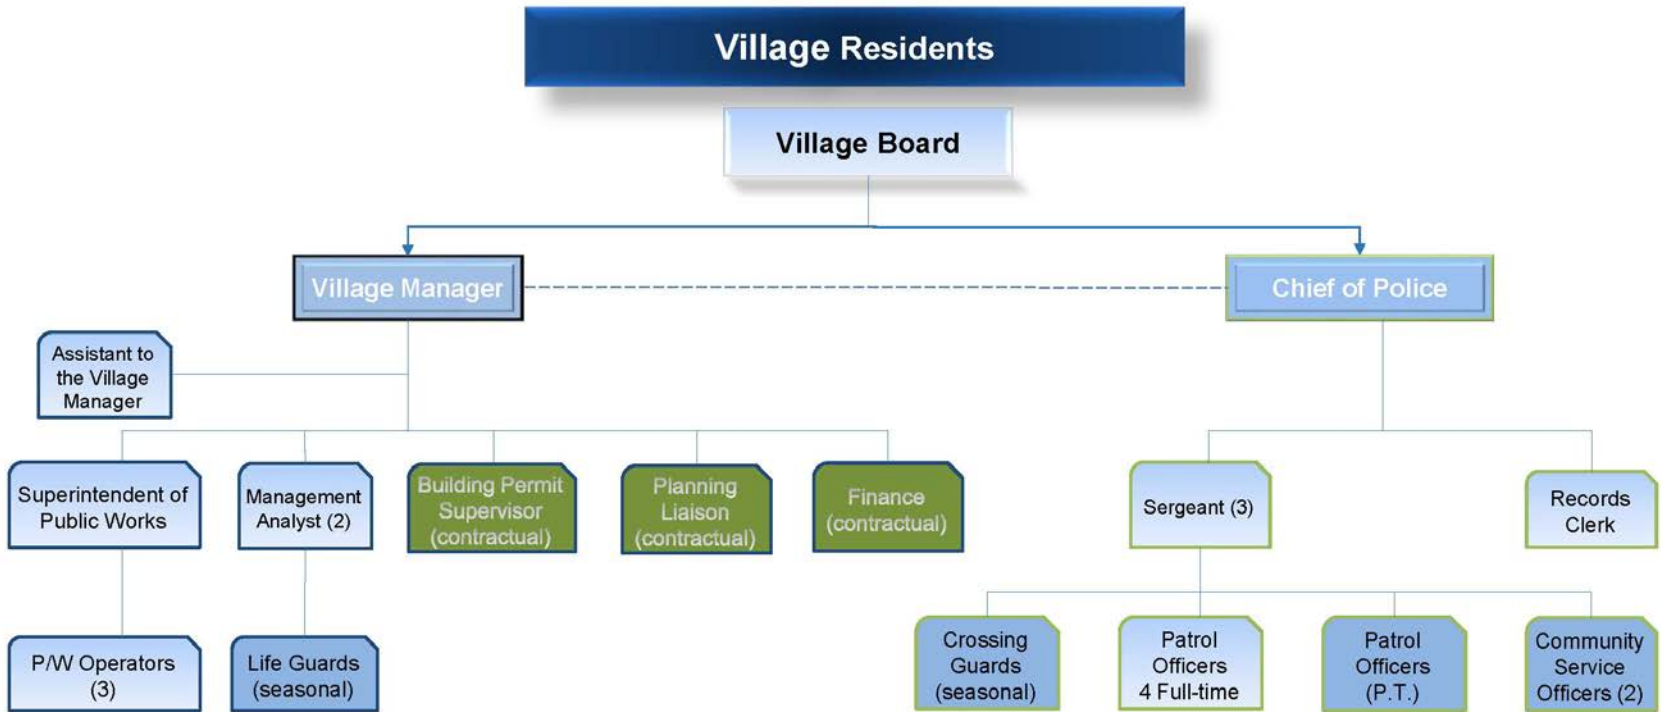 Village Residents
Village Board
Village Manager
Chief of Police
Assistant to
the Village
Manager
Superintendent of
Public Works
Management
Analyst (2)
Building Permit
Supervisor
(contractual)
Planning
Liaison
(contractual)
Finance
(contractual)
Sergeant (3)
Records
Clerk
P/W Operators
(3)
Life Guards
(seasonal)
Crossing
Guards
(seasonal)
Patrol
Officers
4 Full-time
Patrol
Officers
(P.T.)
Community
Service
Officers (2)